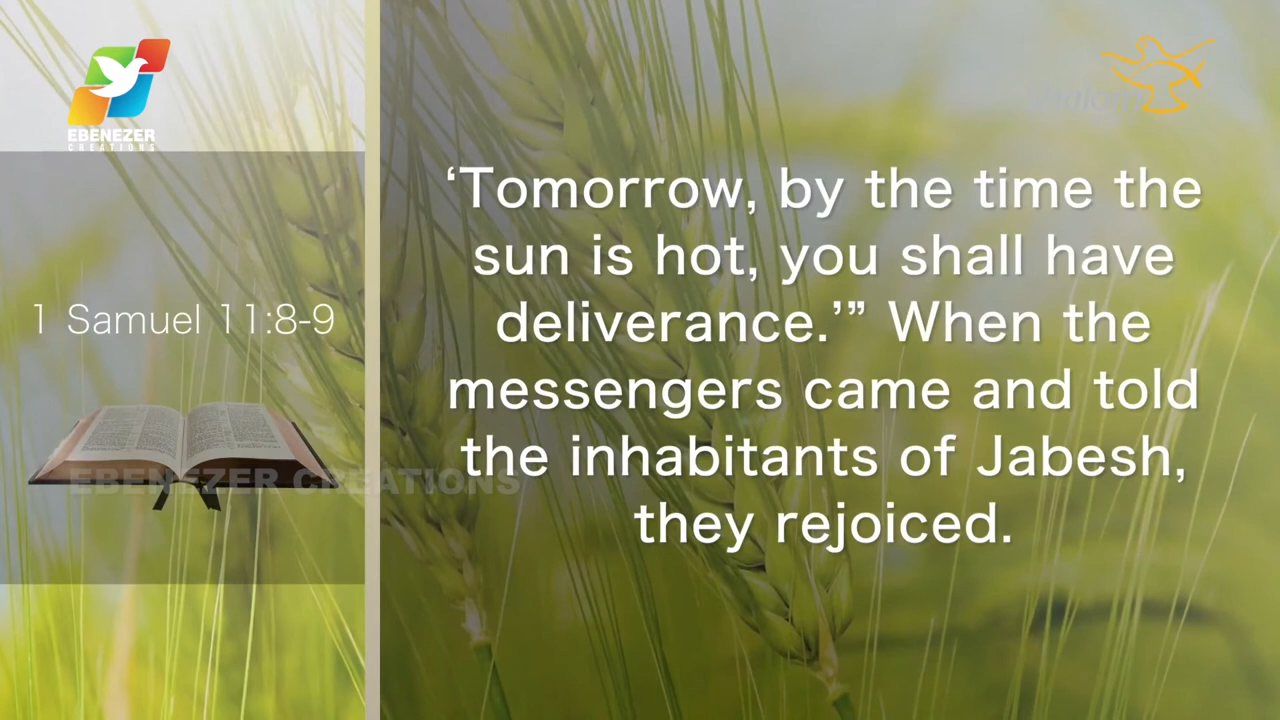 EBENEZER
CREATIONS
1 Samuel 11:8-9
EBENEZER CREATIONS
‘Tomorrow, by the time the
sun is hot, you shall have
deliverance.’” When the
messengers came and told
the inhabitants of Jabesh,
they rejoiced.